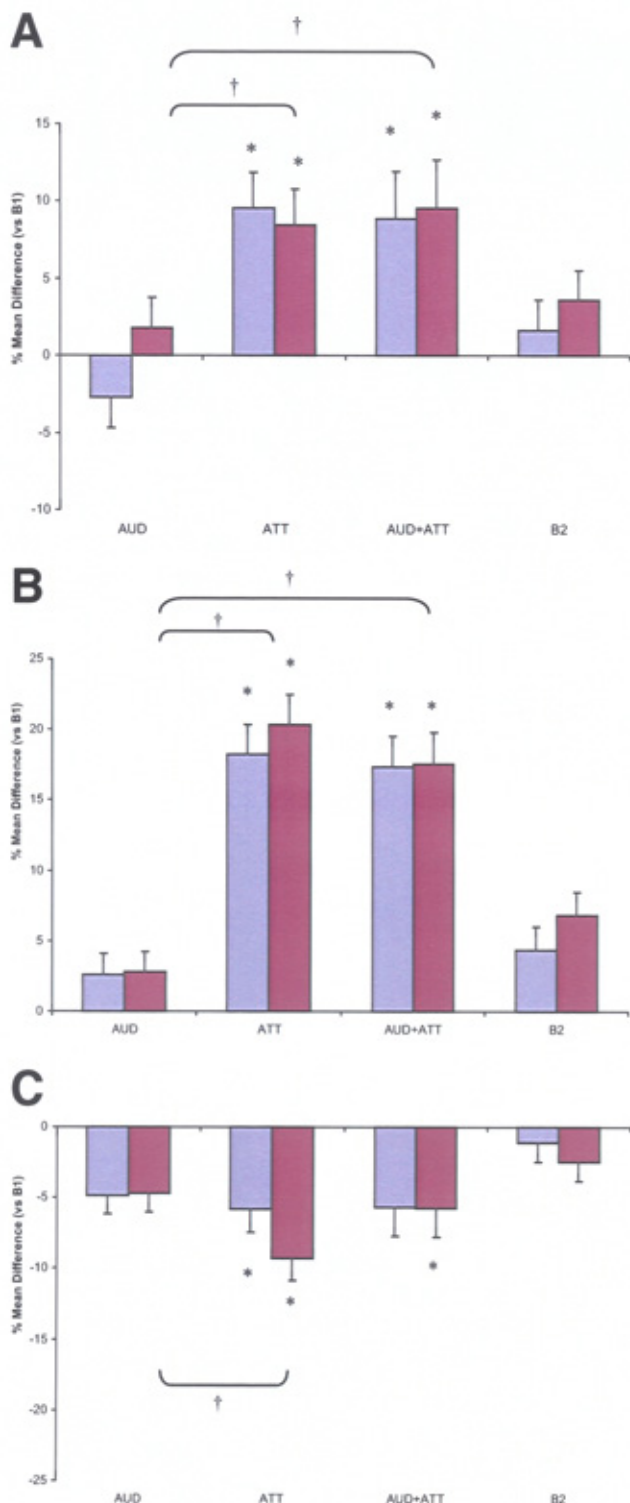 A
†
†
* * * *
15
10
5
0
-5
-10
% Mean Difference (vs B1)
AUD ATT AUD+ATT B2
B
†
†
* * * *
25
20
15
10
5
0
% Mean Difference (vs B1)
AUD ATT AUD+ATT B2
C
0
-5
-10
-15
-20
-25
% Mean Difference (vs B1)
* * *
†
AUD ATT AUD+ATT B2